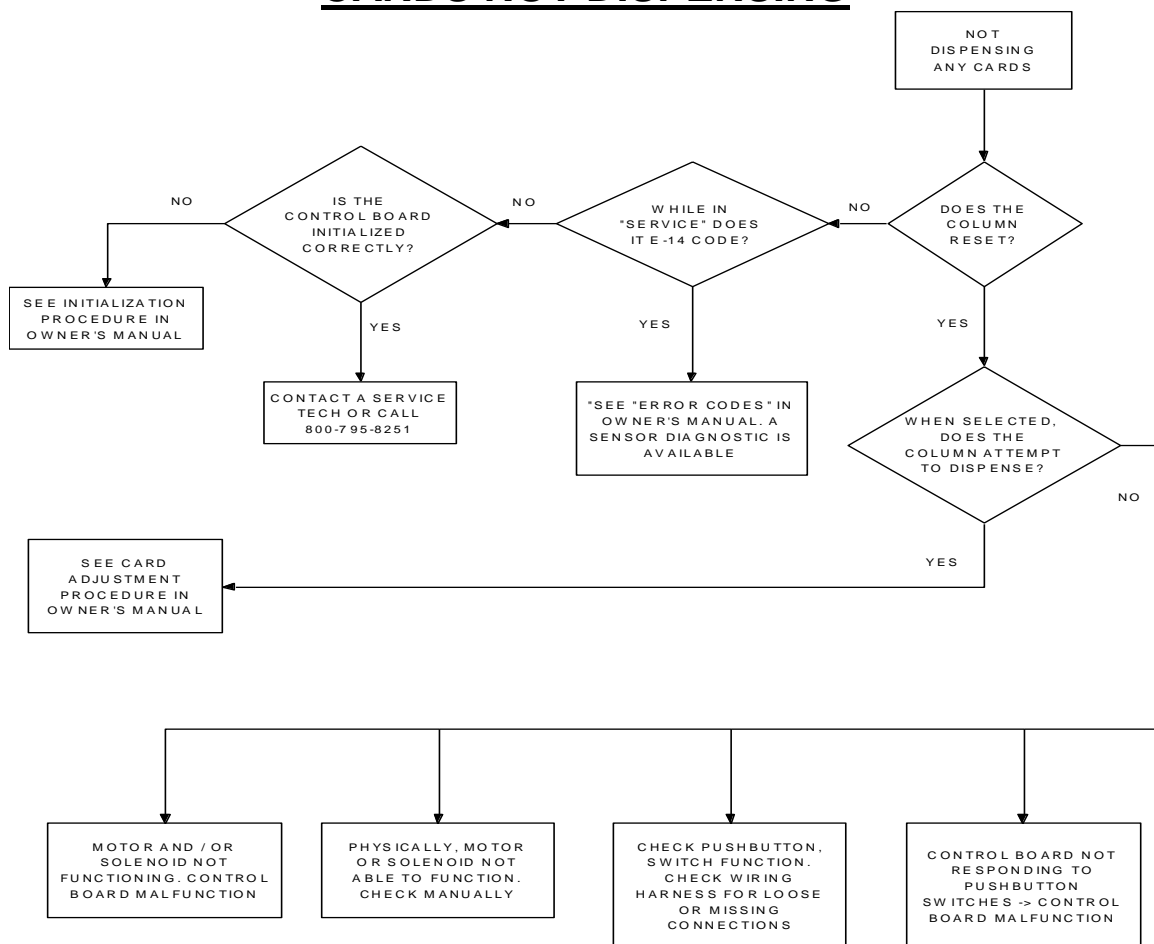 CARDS NOT DISPENSING
NOT
DISPENSING
ANY CARDS
DOES THE
COLUMN
RESET?
NO
WHILE IN
"SERVICE" DOES
IT E-14 CODE?
NO
IS THE
CONTROL BOARD
INITIALIZED
CORRECTLY?
NO
SEE INITIALIZATION
PROCEDURE IN
OWNER'S MANUAL
YES
CONTACT A SERVICE
TECH OR CALL
800-795-8251
YES
"SEE "ERROR CODES" IN
OWNER'S MANUAL. A
SENSOR DIAGNOSTIC IS
AVAILABLE
YES
WHEN SELECTED,
DOES THE
COLUMN ATTEMPT
TO DISPENSE?
NO
YES
SEE CARD
ADJUSTMENT
PROCEDURE IN
OWNER'S MANUAL
MOTOR AND / OR
SOLENOID NOT
FUNCTIONING. CONTROL
BOARD MALFUNCTION
PHYSICALLY, MOTOR
OR SOLENOID NOT
ABLE TO FUNCTION.
CHECK MANUALLY
CHECK PUSHBUTTON,
SWITCH FUNCTION.
CHECK WIRING
HARNESS FOR LOOSE
OR MISSING
CONNECTIONS
CONTROL BOARD NOT
RESPONDING TO
PUSHBUTTON
SWITCHES -> CONTROL
BOARD MALFUNCTION